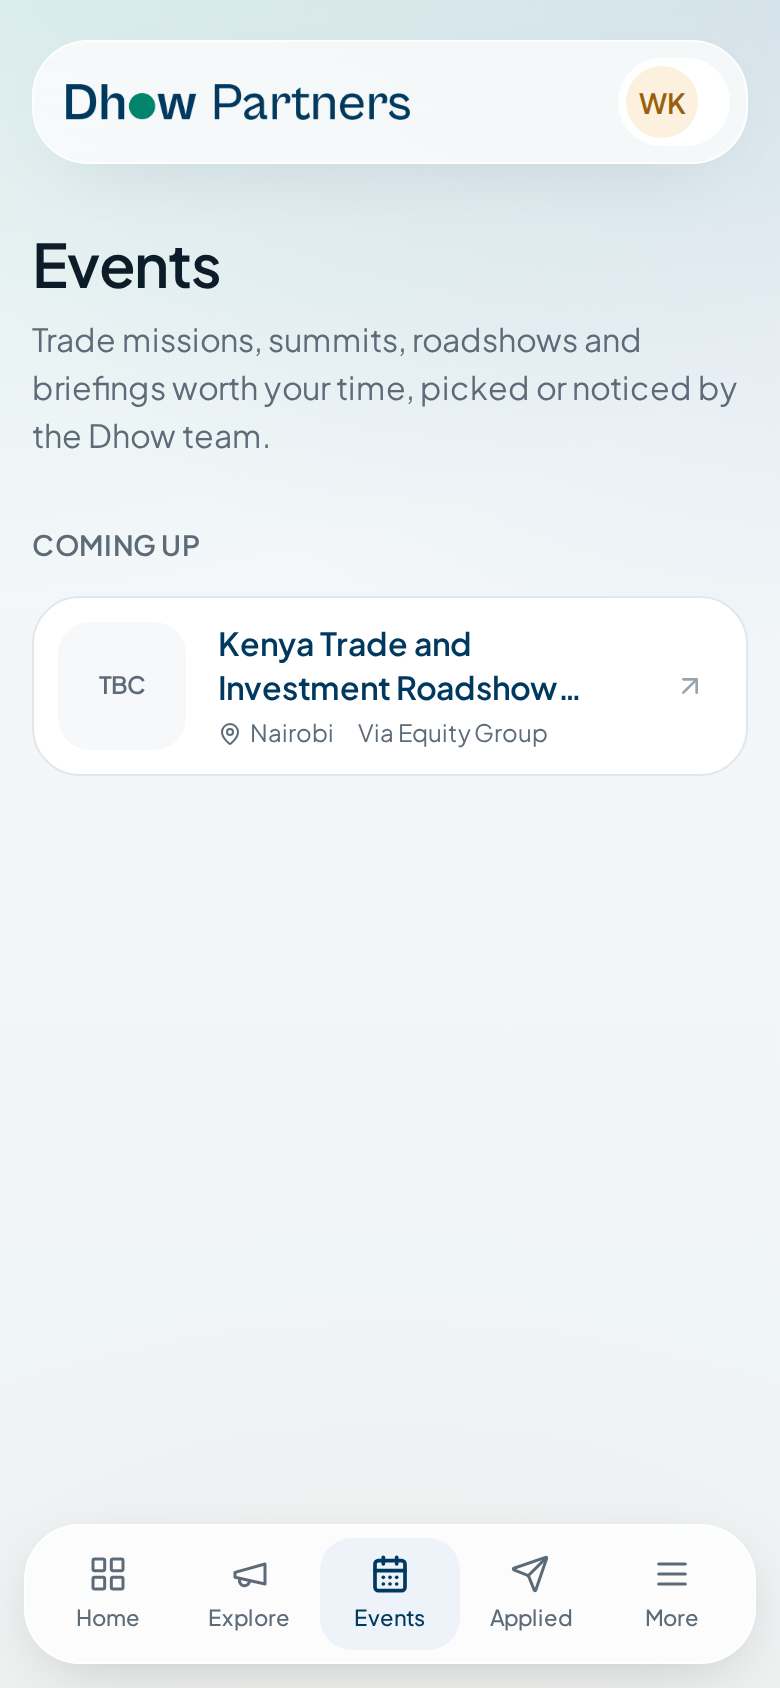 Dhow Partners
WK
Events
Trade missions, summits, roadshows and
briefings worth your time, picked or noticed by
the Dhow team.
COMING UP
TBC
Kenya Trade and
Investment Roadshow…
Nairobi Via Equity Group
Home Explore Events Applied More